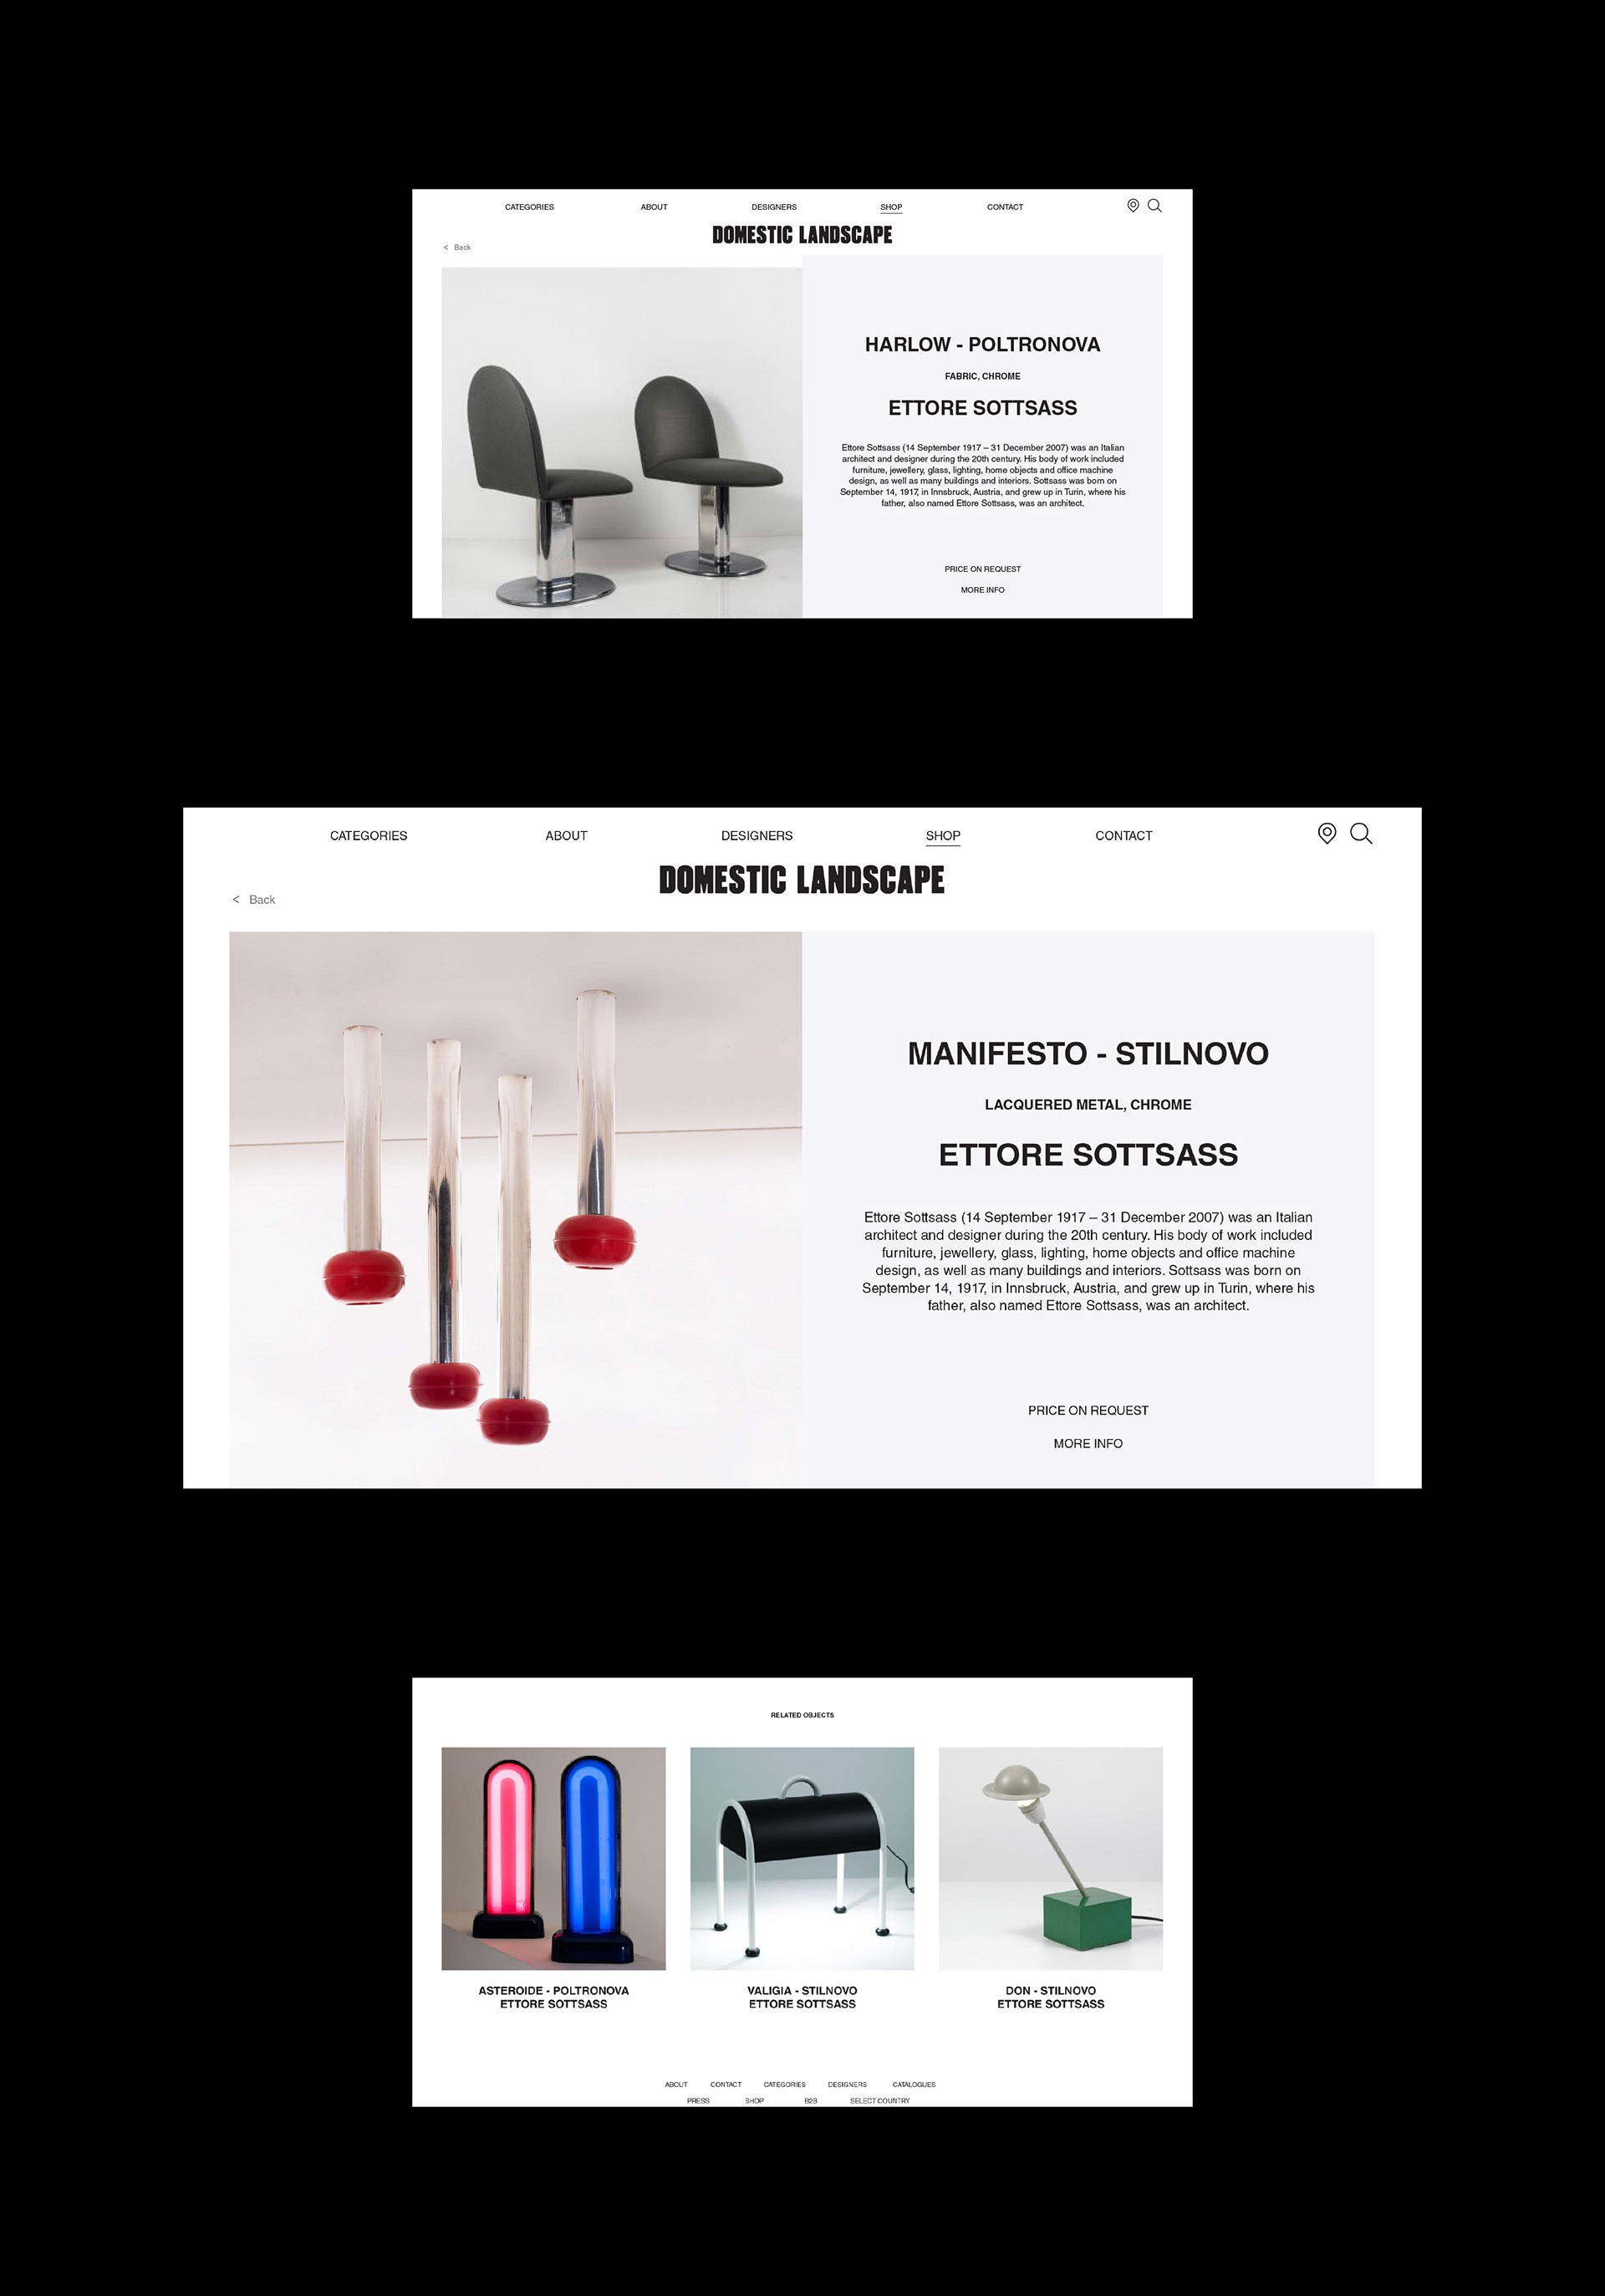 CATEGORIES ABOUT DESIGNERS SHOP CONTACT
DOMESTIC LANDSCAPE
< Back
HARLOW - POLTRONOVA
FABRIC, CHROME
ETTORE SOTTSASS
Ettore Sottsass (14 September 1917 – 31 December 2007) was an Italian
architect and designer during the 20th century. His body of work included
furniture, jewellery, glass, lighting, home objects and office machine
design, as well as many buildings and interiors. Sottsass was born on
September 14, 1917, in Innsbruck, Austria, and grew up in Turin, where his
father, also named Ettore Sottsass, was an architect.
PRICE ON REQUEST
MORE INFO
CATEGORIES ABOUT DESIGNERS SHOP CONTACT
DOMESTIC LANDSCAPE
< Back
MANIFESTO - STILNOVO
LACQUERED METAL, CHROME
ETTORE SOTTSASS
Ettore Sottsass (14 September 1917 – 31 December 2007) was an Italian
architect and designer during the 20th century. His body of work included
furniture, jewellery, glass, lighting, home objects and office machine
design, as well as many buildings and interiors. Sottsass was born on
September 14, 1917, in Innsbruck, Austria, and grew up in Turin, where his
father, also named Ettore Sottsass, was an architect.
PRICE ON REQUEST
MORE INFO
RELATED OBJECTS
ASTEROIDE - POLTRONOVA
ETTORE SOTTSASS
VALIGIA - STILNOVO
ETTORE SOTTSASS
DON - STILNOVO
ETTORE SOTTSASS
ABOUT CONTACT CATEGORIES DESIGNERS CATALOGUES
PRESS SHOP B2B SELECT COUNTRY